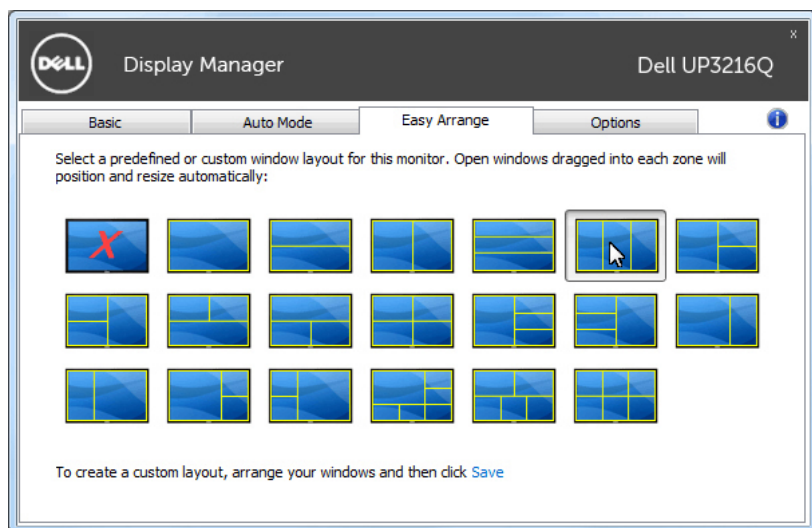 DELL
Display Manager
Dell UP3216Q
x
Basic
Auto Mode
Easy Arrange
Options
i
Select a predefined or custom window layout for this monitor. Open windows dragged into each zone will
position and resize automatically:
X
To create a custom layout, arrange your windows and then click Save